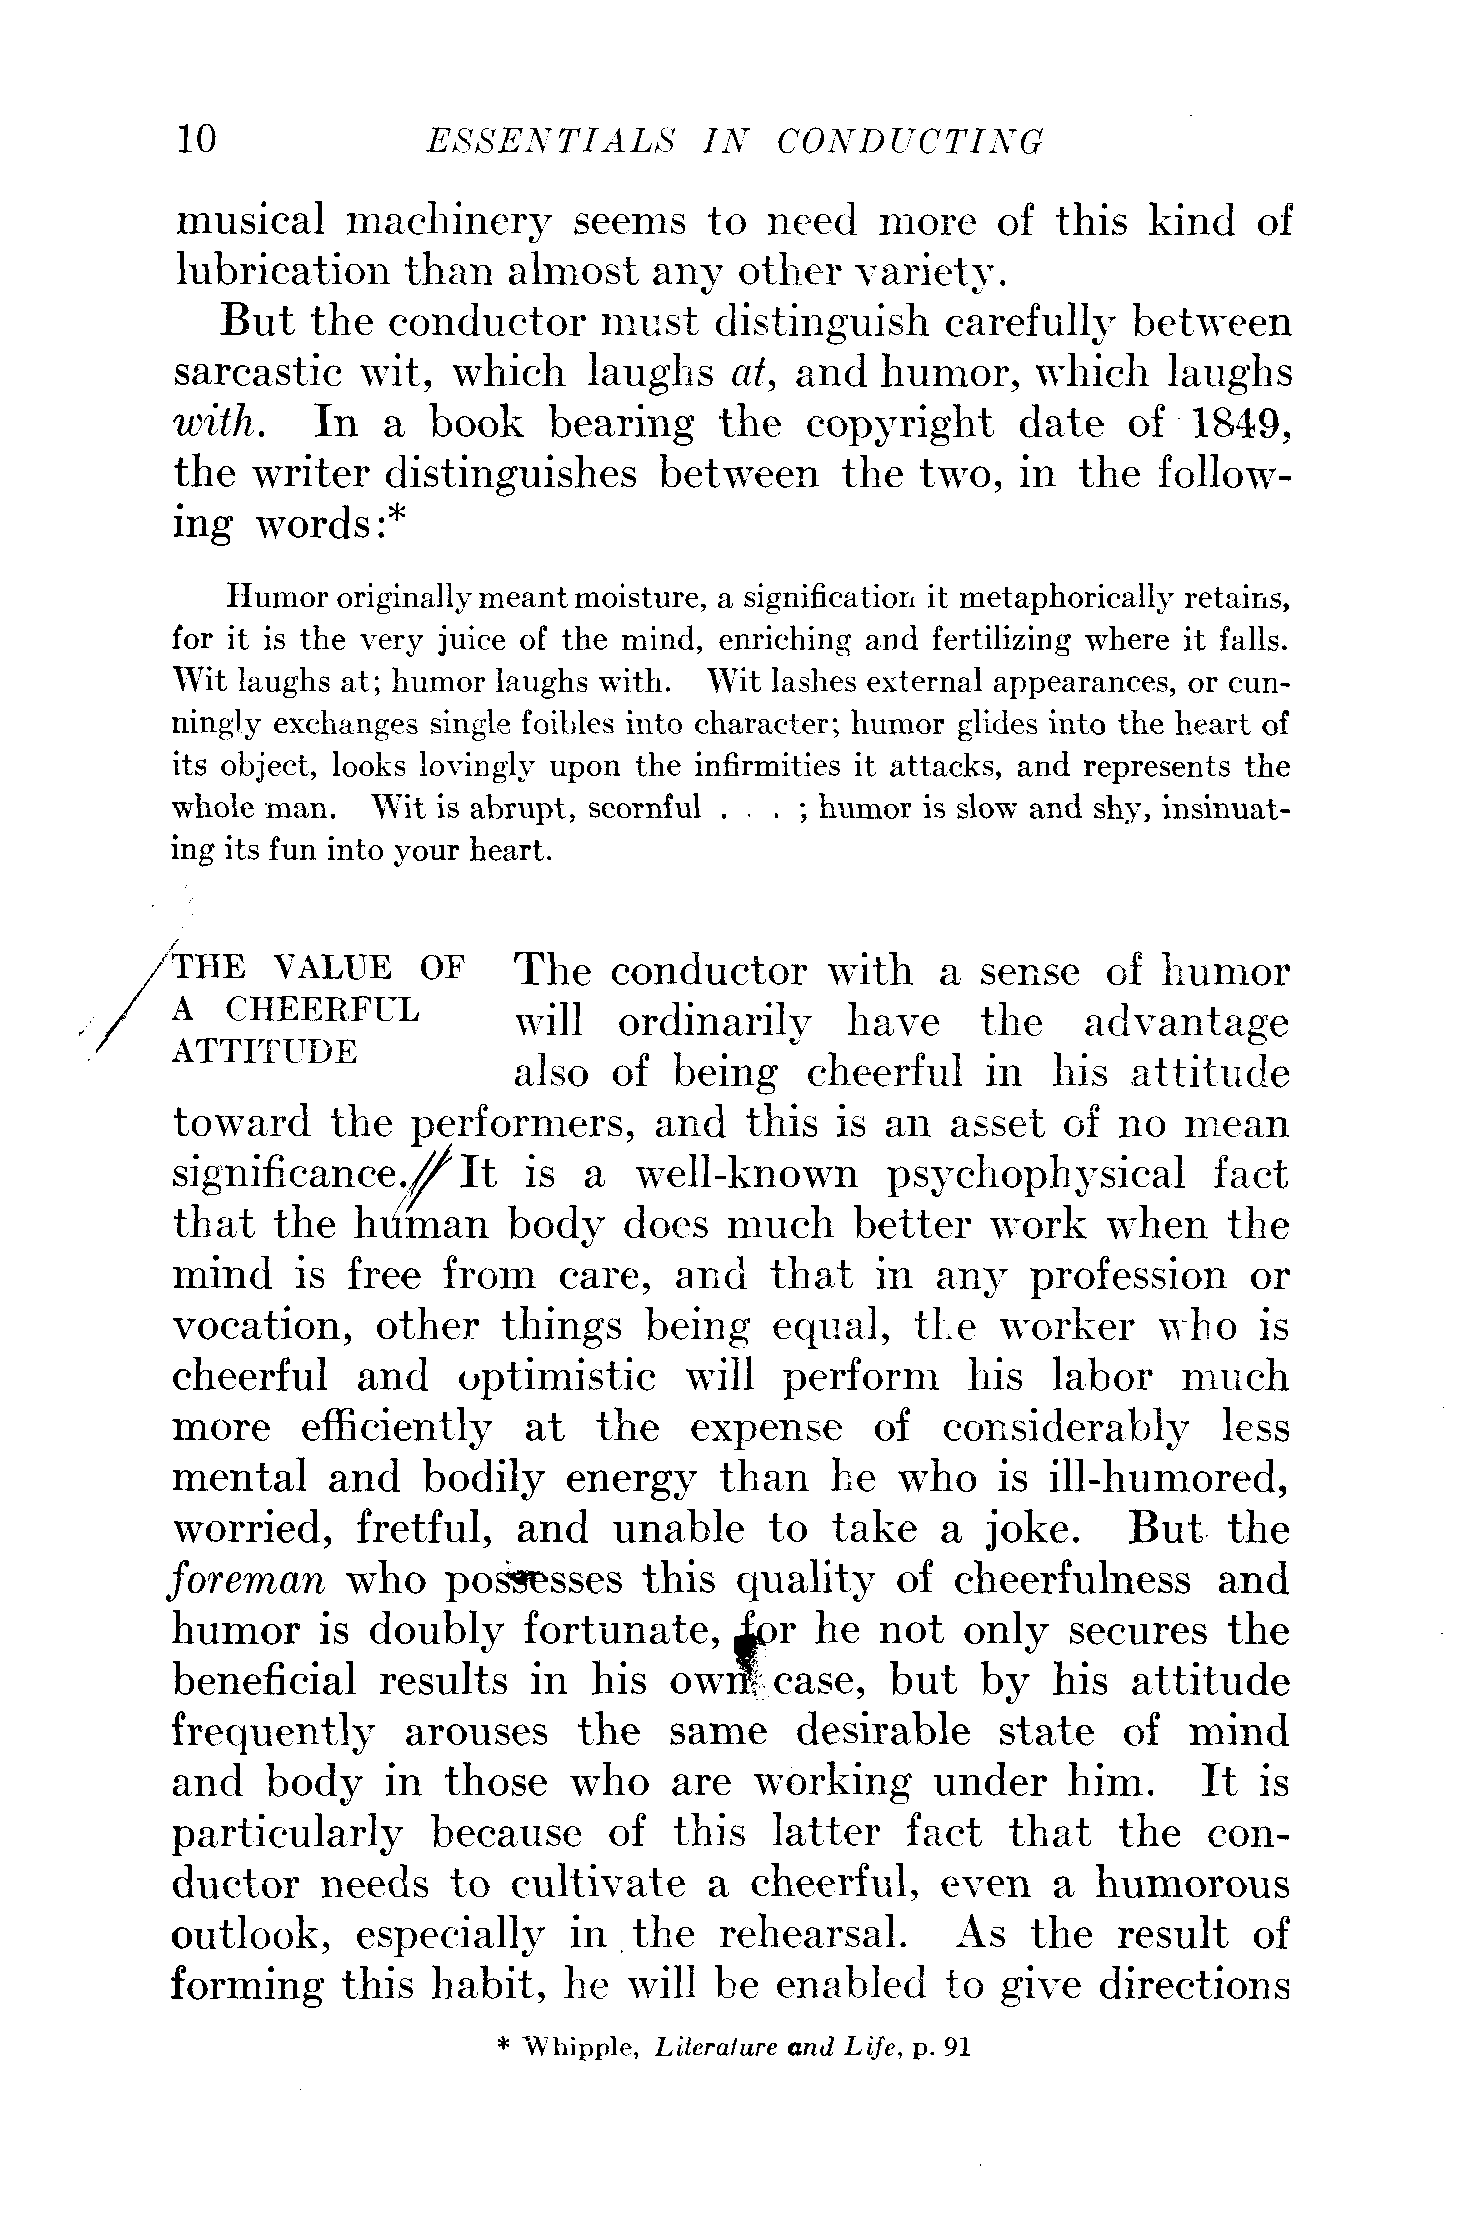 10 ESSENTIALS IN CONDUCTING
musical machinery seems to need more of this kind of
lubrication than almost any other variety.
But the conductor must distinguish carefully between
sarcastic wit, which laughs at, and humor, which laughs
with. In a book bearing the copyright date of 1849,
the writer distinguishes between the two, in the follow-
ing words:*
Humor originally meant moisture, a signification it metaphorically retains,
for it is the very juice of the mind, enriching and fertilizing where it falls.
Wit laughs at; humor laughs with. Wit lashes external appearances, or cun-
ningly exchanges single foibles into character; humor glides into the heart of
its object, looks lovingly upon the infirmities it attacks, and represents the
whole man. Wit is abrupt, scornful . . . ; humor is slow and shy, insinuat-
ing its fun into your heart.
THE VALUE OF
A CHEERFUL
ATTITUDE
The conductor with a sense of humor
will ordinarily have the advantage
also of being cheerful in his attitude
toward the performers, and this is an asset of no mean
significance. It is a well-known psychophysical fact
that the human body does much better work when the
mind is free from care, and that in any profession or
vocation, other things being equal, the worker who is
cheerful and optimistic will perform his labor much
more efficiently at the expense of considerably less
mental and bodily energy than he who is ill-humored,
worried, fretful, and unable to take a joke. But the
foreman who possesses this quality of cheerfulness and
humor is doubly fortunate, for he not only secures the
beneficial results in his own case, but by his attitude
frequently arouses the same desirable state of mind
and body in those who are working under him. It is
particularly because of this latter fact that the con-
ductor needs to cultivate a cheerful, even a humorous
outlook, especially in the rehearsal. As the result of
forming this habit, he will be enabled to give directions
* Whipple, Literature and Life, p. 91